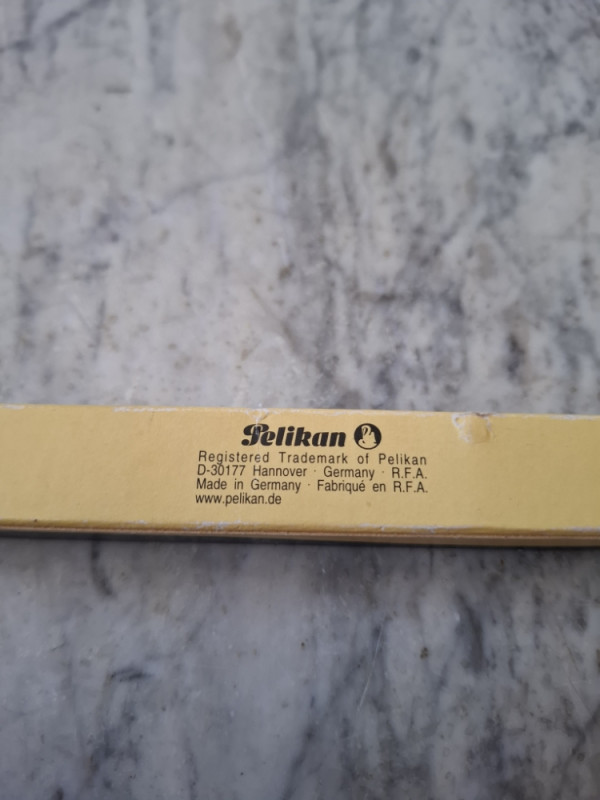 Pelikan
Registered Trademark of Pelikan
D-30177 Hannover · Germany · R.F.A.
Made in Germany · Fabriqué en R.F.A.
www.pelikan.de